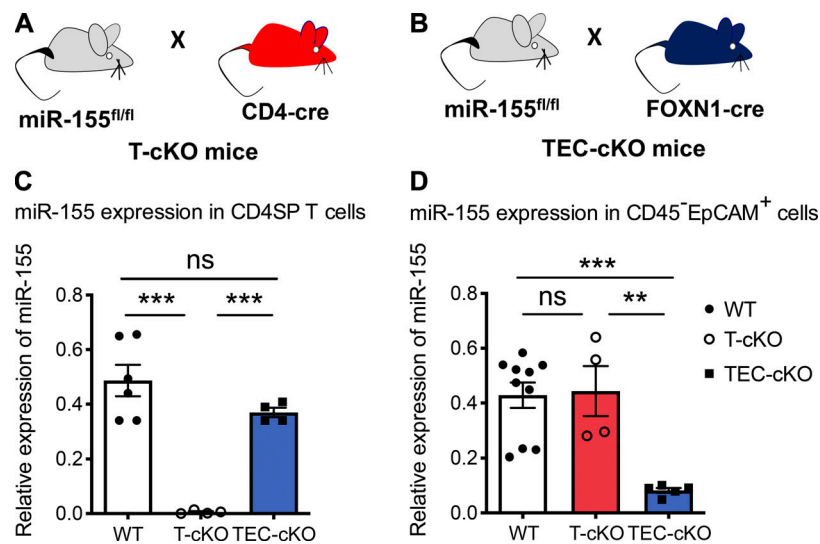 A
X
miR-155fl/fl
CD4-cre
T-cKO mice
B
X
miR-155fl/fl
FOXN1-cre
TEC-cKO mice
C
miR-155 expression in CD4SP T cells
Relative expression of miR-155
ns
*** ***
0.8
0.6
0.4
0.2
0.0
WT T-cKO TEC-cKO
D
miR-155 expression in CD45-EpCAM+ cells
Relative expression of miR-155
***
ns **
0.8
0.6
0.4
0.2
0.0
WT T-cKO TEC-cKO
WT
T-cKO
TEC-cKO